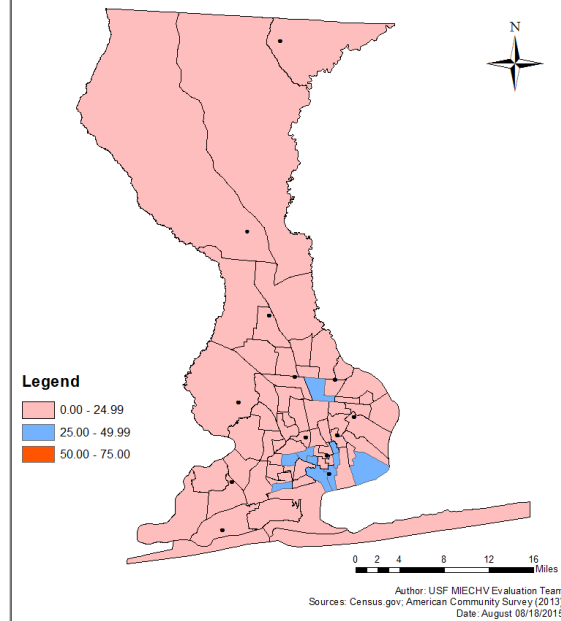 N
Legend
0.00 - 24.99
25.00 - 49.99
50.00 - 75.00
0 2 4 8 12 16
Miles
Author: USF MIECHV Evaluation Team
Sources: Census.gov; American Community Survey (2013)
Date: August 08/18/2015